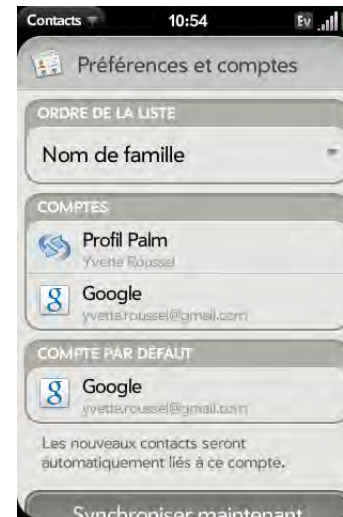 Contacts 10:54 Ev
Préférences et comptes
ORDRE DE LA LISTE
Nom de famille
COMPTES
Profil Palm
Yvette Roussel
Google
yvette.roussel@gmail.com
COMPTE PAR DÉFAUT
Google
yvette.roussel@gmail.com
Les nouveaux contacts seront
automatiquement liés à ce compte.
Synchroniser maintenant